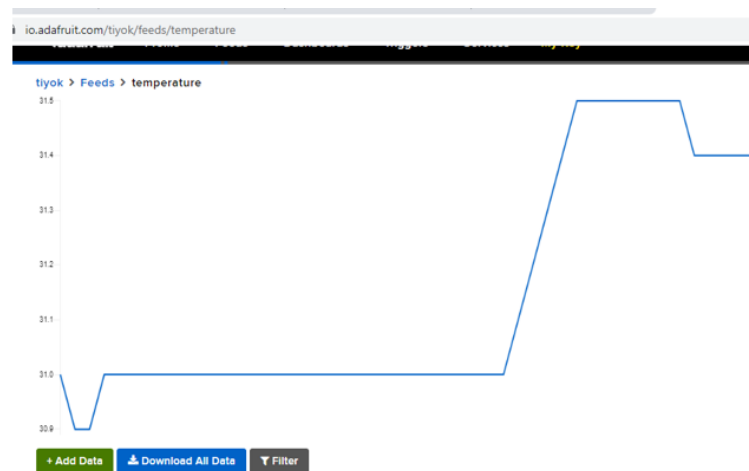 io.adafruit.com/tiyok/feeds/temperature
tiyok > Feeds > temperature
31.5
31.4
31.3
31.2
31.1
31.0
30.9
+ Add Data
Download All Data
Filter